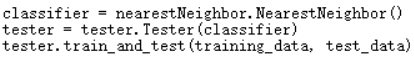 classifier = nearestNeighbor.NearestNeighbor()
tester = tester.Tester(classifier)
tester.train_and_test(training_data, test_data)